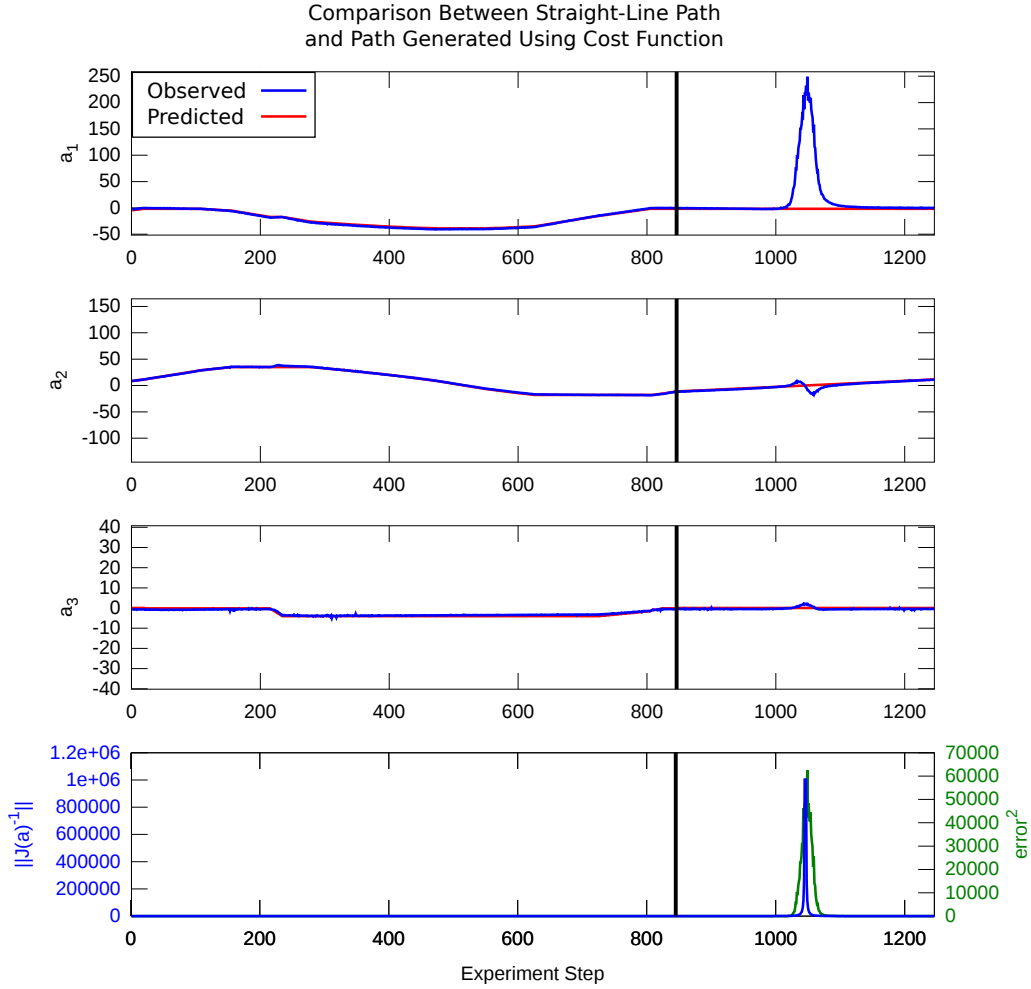 Comparison Between Straight-Line Path
and Path Generated Using Cost Function
Observed
Predicted
a1
250
200
150
100
50
0
-50
0 200 400 600 800 1000 1200
a2
150
100
50
0
-50
-100
0 200 400 600 800 1000 1200
a3
40
30
20
10
0
-10
-20
-30
-40
0 200 400 600 800 1000 1200
||J(a)-1||
1.2e+06
1e+06
800000
600000
400000
200000
0
70000
60000
50000
40000
30000
20000
10000
0
error2
0 200 400 600 800 1000 1200
Experiment Step